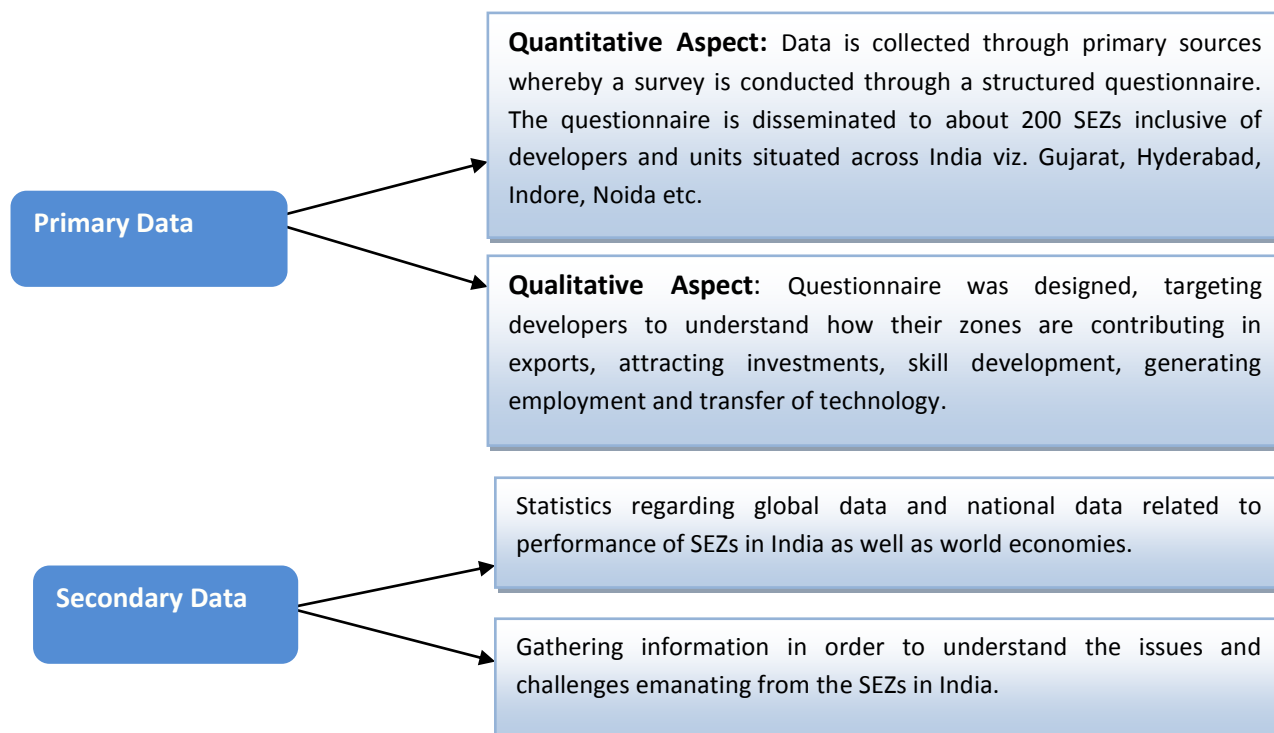 Primary Data
Quantitative Aspect: Data is collected through primary sources
whereby a survey is conducted through a structured questionnaire.
The questionnaire is disseminated to about 200 SEZs inclusive of
developers and units situated across India viz. Gujarat, Hyderabad,
Indore, Noida etc.
Qualitative Aspect: Questionnaire was designed, targeting
developers to understand how their zones are contributing in
exports, attracting investments, skill development, generating
employment and transfer of technology.
Secondary Data
Statistics regarding global data and national data related to
performance of SEZs in India as well as world economies.
Gathering information in order to understand the issues and
challenges emanating from the SEZs in India.